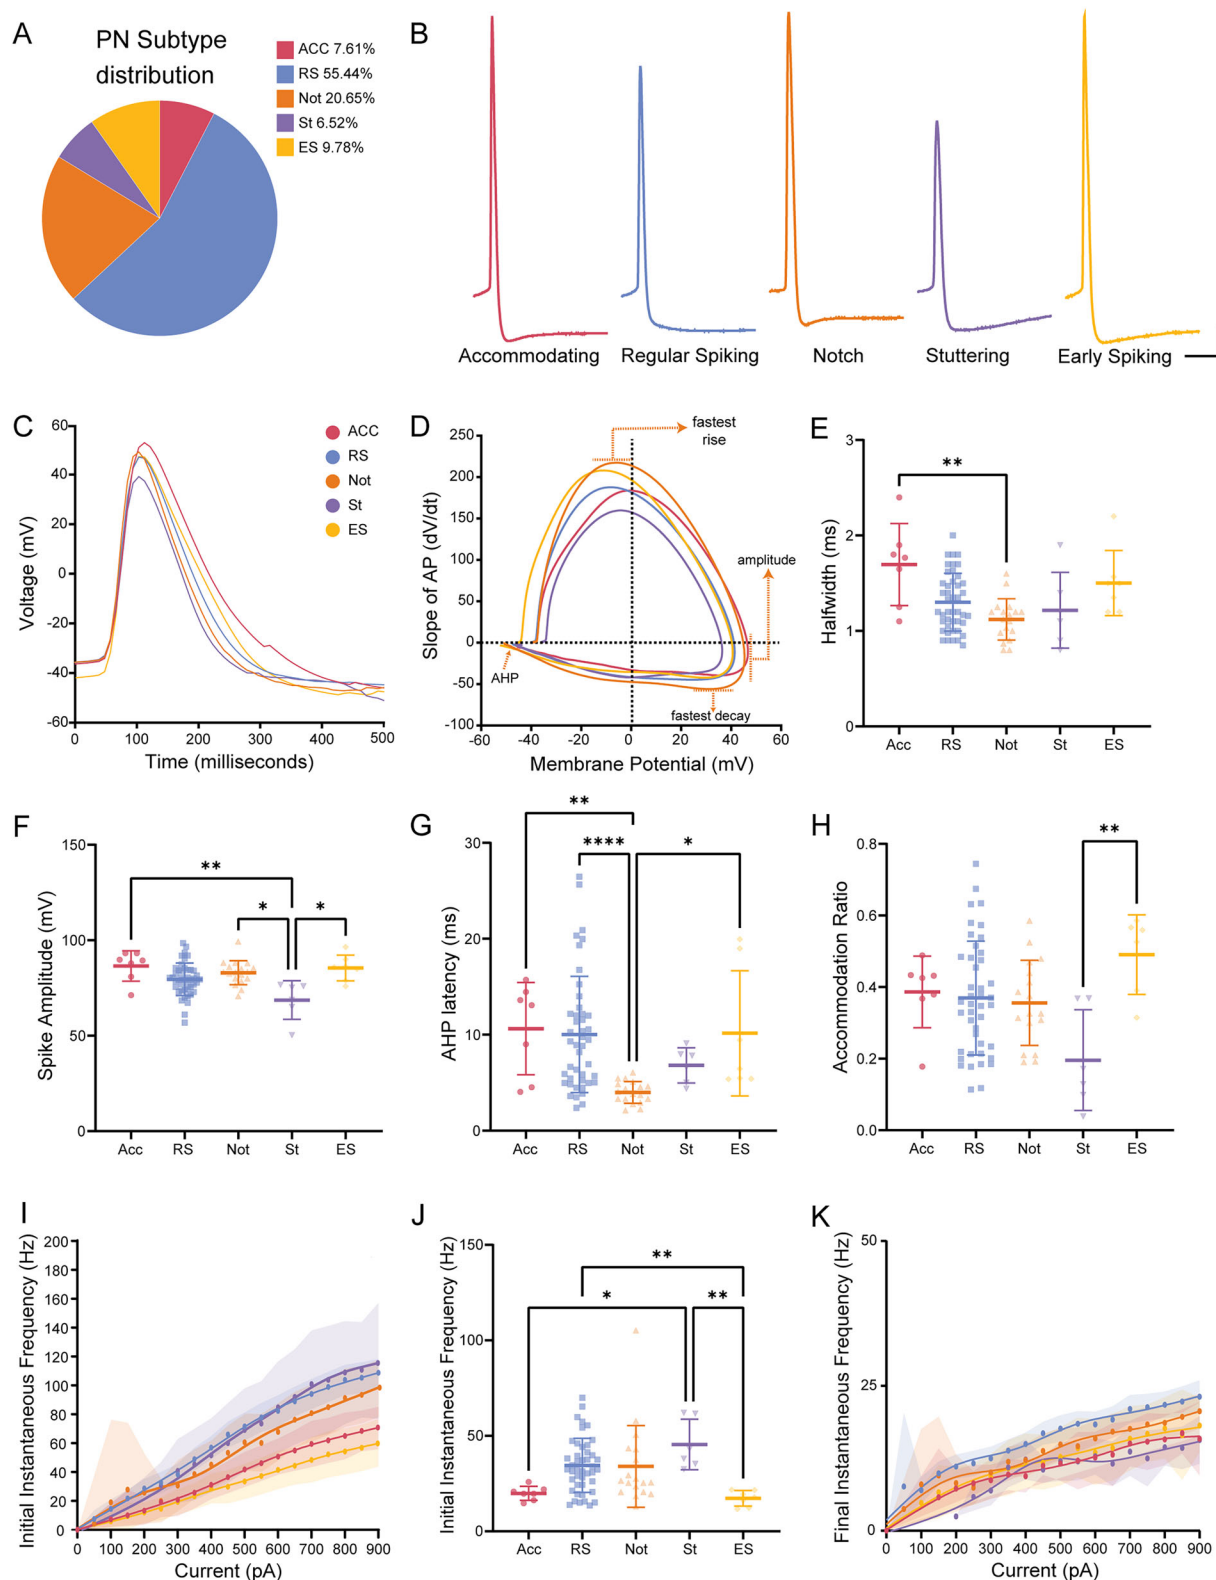 A
PN Subtype
distribution
ACC 7.61%
RS 55.44%
Not 20.65%
St 6.52%
ES 9.78%
B
Accommodating
Regular Spiking
Notch
Stuttering
Early Spiking
C
Voltage (mV)
60
40
20
0
-20
-40
-60
0
100
200
300
400
500
Time (milliseconds)
ACC
RS
Not
St
ES
D
Slope of AP (dV/dt)
250
200
150
100
50
0
-50
-100
-60
-40
-20
0
20
40
60
Membrane Potential (mV)
fastest
rise
amplitude
AHP
fastest decay
E
Halfwidth (ms)
3
2
1
0
**
Acc
RS
Not
St
ES
F
Spike Amplitude (mV)
150
100
50
0
**
*
*
Acc
RS
Not
St
ES
G
AHP latency (ms)
30
20
10
0
**
****
*
Acc
RS
Not
St
ES
H
Accommodation Ratio
0.8
0.6
0.4
0.2
0.0
**
Acc
RS
Not
St
ES
I
Initial Instantaneous Frequency (Hz)
200
180
160
140
120
100
80
60
40
20
0
0
100
200
300
400
500
600
700
800
900
Current (pA)
J
Initial Instantaneous Frequency (Hz)
150
100
50
0
**
*
**
Acc
RS
Not
St
ES
K
Final Instantaneous Frequency (Hz)
50
25
0
0
100
200
300
400
500
600
700
800
900
Current (pA)